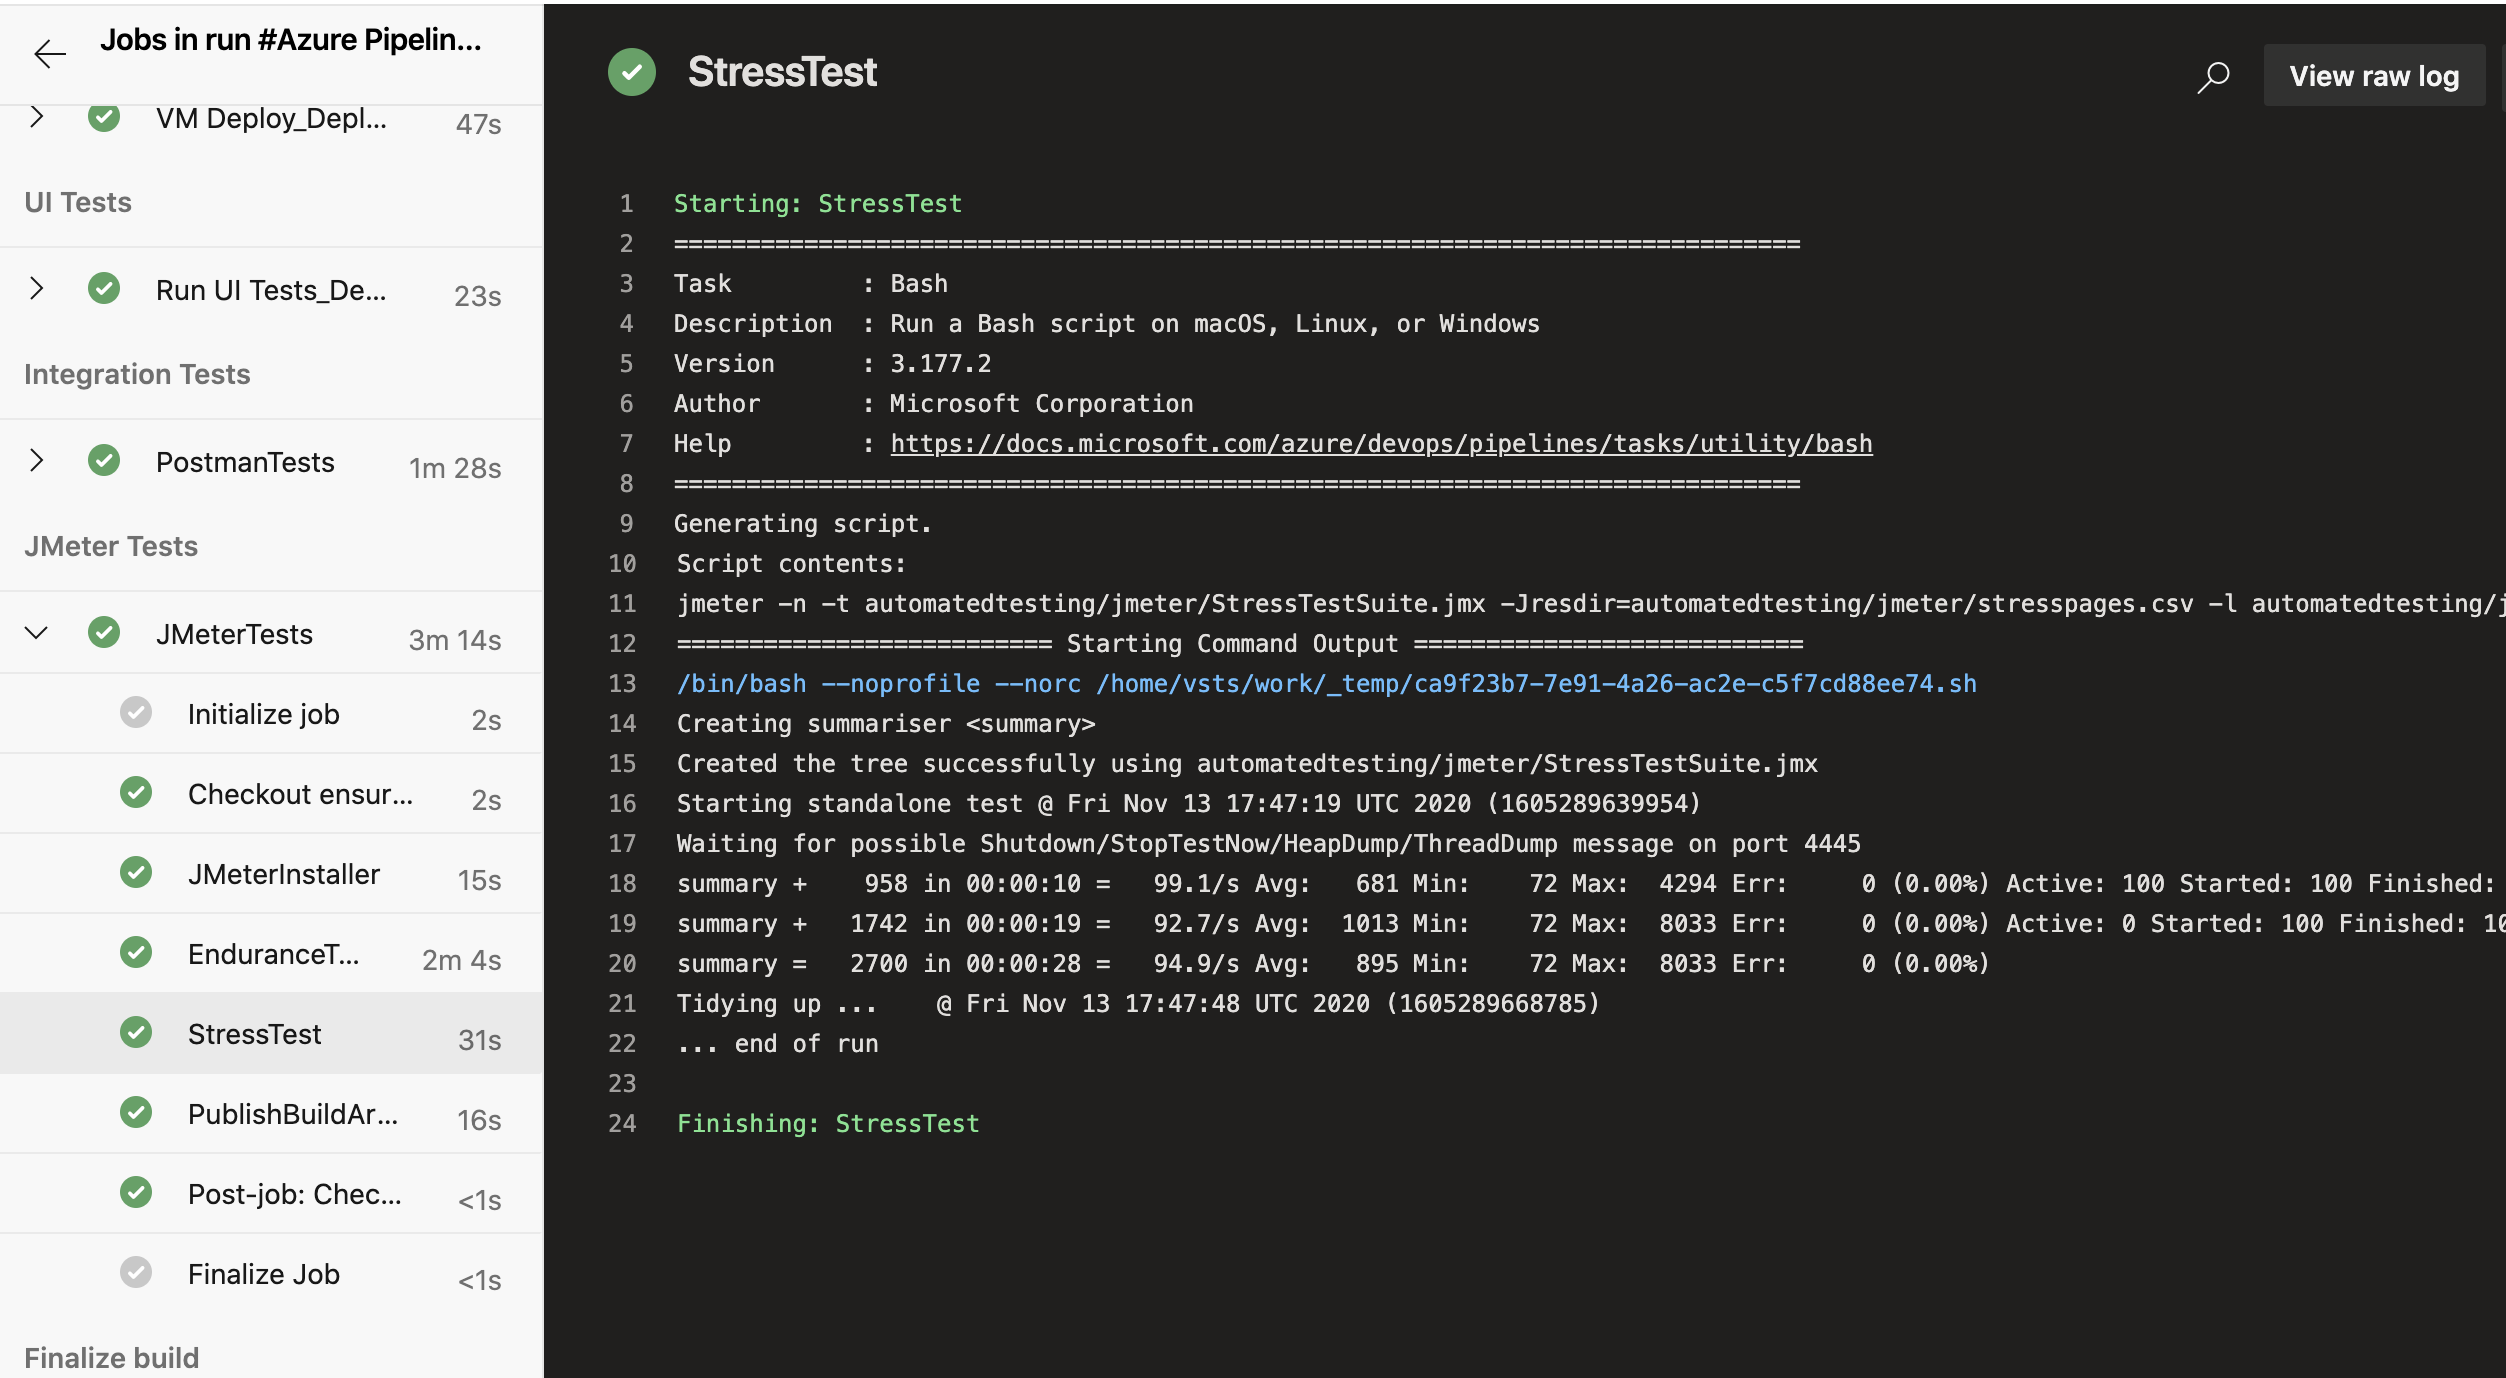 Jobs in run #Azure Pipelin...
VM Deploy_Depl... 47s
UI Tests
Run UI Tests_De... 23s
Integration Tests
PostmanTests 1m 28s
JMeter Tests
JMeterTests 3m 14s
Initialize job 2s
Checkout ensur... 2s
JMeterInstaller 15s
EnduranceT... 2m 4s
StressTest 31s
PublishBuildAr... 16s
Post-job: Chec... <1s
Finalize Job <1s
Finalize build
StressTest
View raw log
1 Starting: StressTest
2 ==============================================================================
3 Task         : Bash
4 Description  : Run a Bash script on macOS, Linux, or Windows
5 Version      : 3.177.2
6 Author       : Microsoft Corporation
7 Help         : https://docs.microsoft.com/azure/devops/pipelines/tasks/utility/bash
8 ==============================================================================
9 Generating script.
10 Script contents:
11 jmeter -n -t automatedtesting/jmeter/StressTestSuite.jmx -Jresdir=automatedtesting/jmeter/stresspages.csv -l automatedtesting/j
12 ========================== Starting Command Output ===========================
13 /bin/bash --noprofile --norc /home/vsts/work/_temp/ca9f23b7-7e91-4a26-ac2e-c5f7cd88ee74.sh
14 Creating summariser <summary>
15 Created the tree successfully using automatedtesting/jmeter/StressTestSuite.jmx
16 Starting standalone test @ Fri Nov 13 17:47:19 UTC 2020 (1605289639954)
17 Waiting for possible Shutdown/StopTestNow/HeapDump/ThreadDump message on port 4445
18 summary +    958 in 00:00:10 =   99.1/s Avg:   681 Min:    72 Max:  4294 Err:     0 (0.00%) Active: 100 Started: 100 Finished:
19 summary +   1742 in 00:00:19 =   92.7/s Avg:  1013 Min:    72 Max:  8033 Err:     0 (0.00%) Active: 0 Started: 100 Finished: 10
20 summary =   2700 in 00:00:28 =   94.9/s Avg:   895 Min:    72 Max:  8033 Err:     0 (0.00%)
21 Tidying up ...    @ Fri Nov 13 17:47:48 UTC 2020 (1605289668785)
22 ... end of run
23
24 Finishing: StressTest